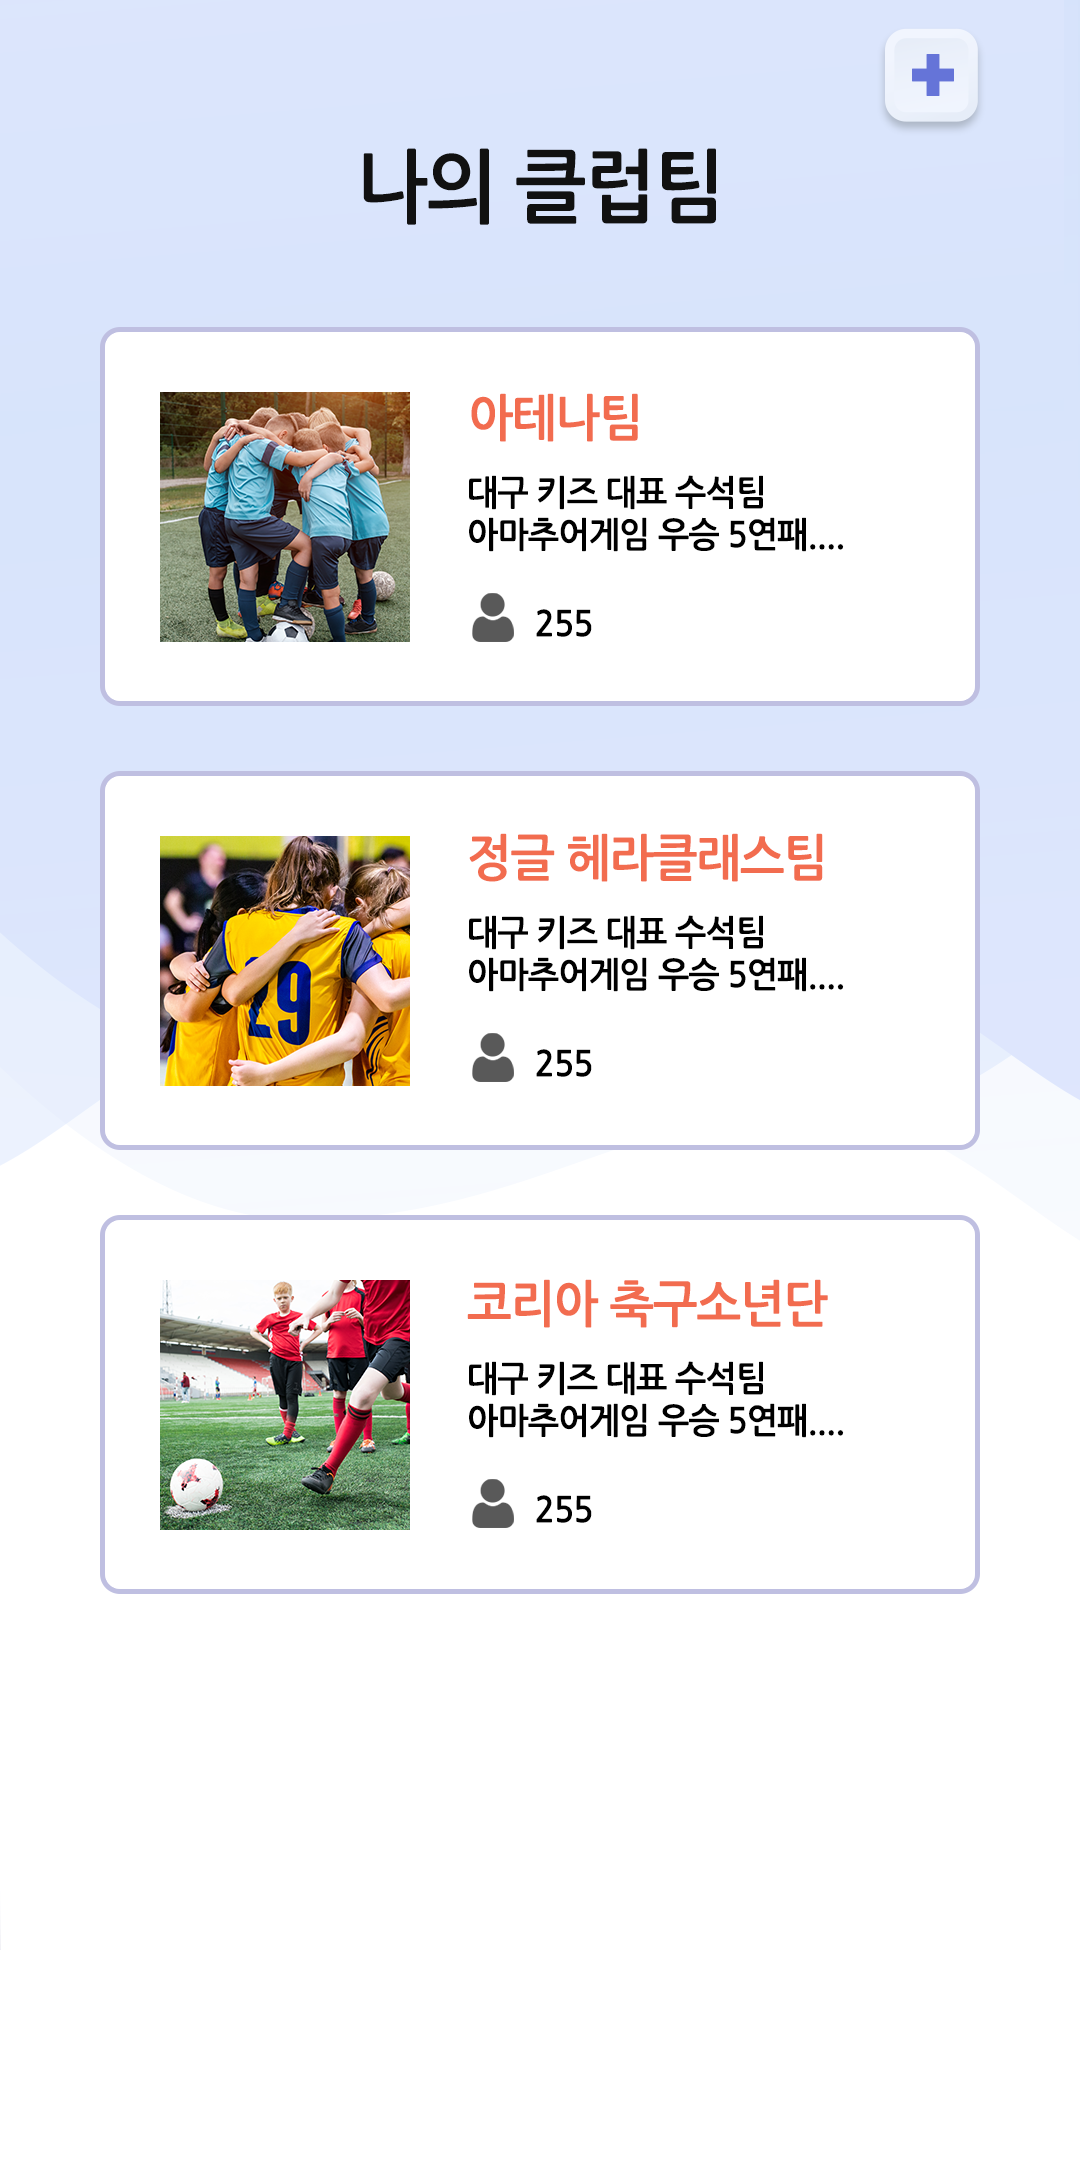 나의 클럽팀
아테나팀
대구 키즈 대표 수석팀
아마추어게임 우승 5연패....
255
정글 헤라클래스팀
대구 키즈 대표 수석팀
아마추어게임 우승 5연패....
255
29
코리아 축구소년단
대구 키즈 대표 수석팀
아마추어게임 우승 5연패....
255